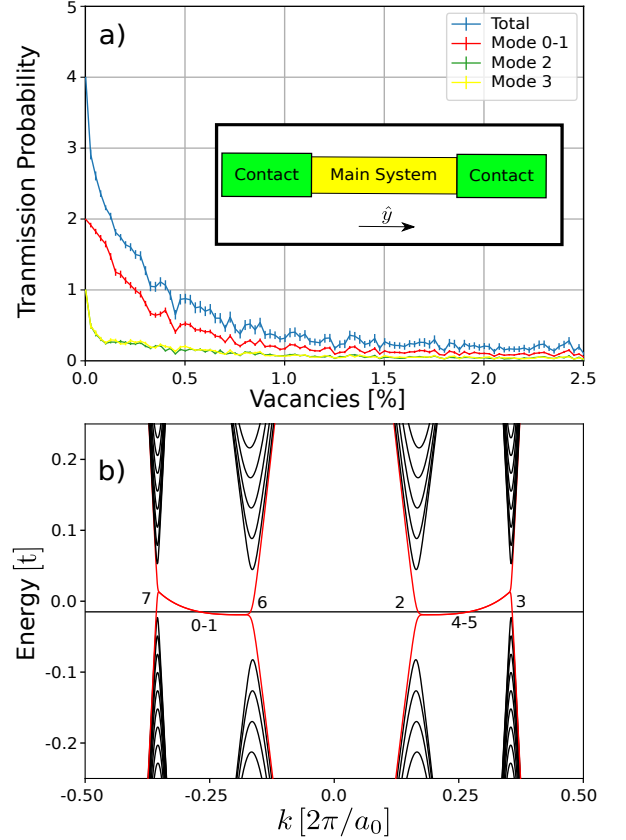 a)
Total
Mode 0-1
Mode 2
Mode 3
Contact
Main System
Contact
ŷ
Tranmission Probability
5
4
3
2
1
0
0.0 0.5 1.0 1.5 2.0 2.5
Vacancies [%]
b)
Energy [t]
0.2
0.1
0.0
-0.1
-0.2
7 6 2 3
0-1 4-5
-0.50 -0.25 0.0 0.25 0.50
k [2π/a₀]